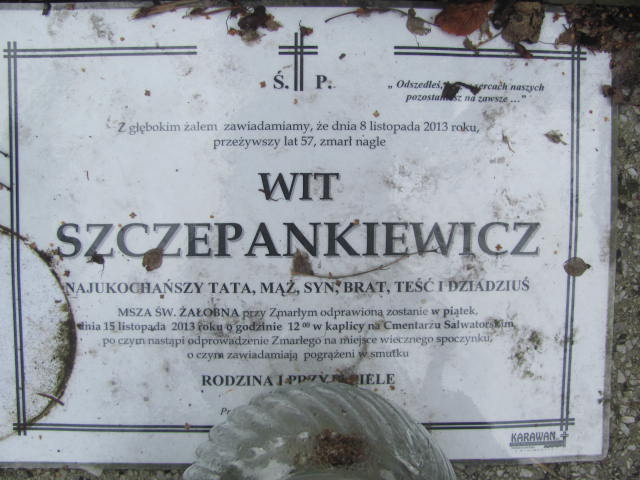 Ś. P.
„ Odszedłeś, sercach naszych
pozostaniesz na zawsze ..."
Z głębokim żalem zawiadamiamy, że dnia 8 listopada 2013 roku,
przeżywszy lat 57, zmarł nagle
WIT
SZCZEPANKIEWICZ
NAJUKOCHAŃSZY TATA, MĄŻ, SYN, BRAT, TEŚĆ I DZIADZIUŚ
MSZA ŚW. ŻAŁOBNA przy Zmarłym odprawioną zostanie w piątek,
dnia 15 listopada 2013 roku o godzinie 12 00 w kaplicy na Cmentarzu Salwatorskim,
po czym nastąpi odprowadzenie Zmarłego na miejsce wiecznego spoczynku,
o czym zawiadamiają pogrążeni w smutku
RODZINA I PRZYJACIELE
KARAWAN